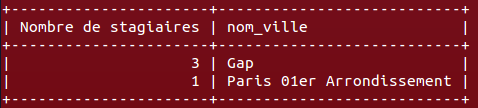 +-----------------------+---------------------------+
| Nombre de stagiaires | nom_ville |
+-----------------------+---------------------------+
| 3 | Gap |
| 1 | Paris 01er Arrondissement |
+-----------------------+---------------------------+